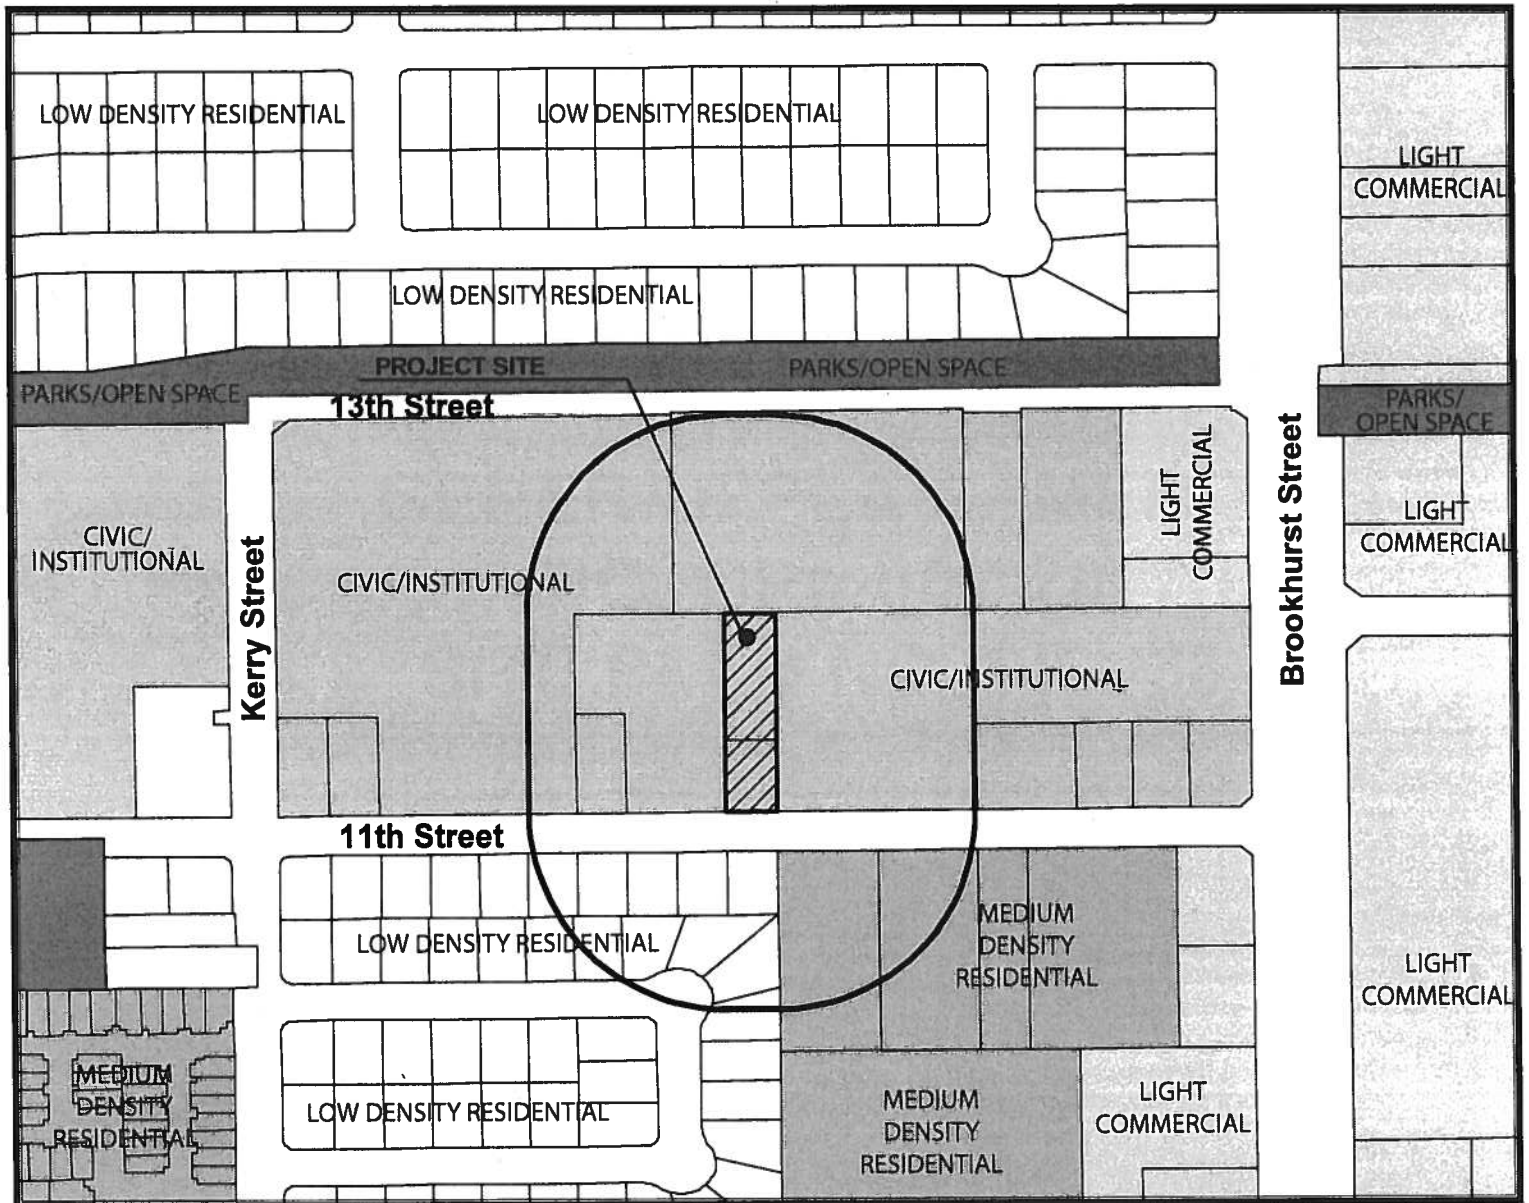 LOW DENSITY RESIDENTIAL
LOW DENSITY RESIDENTIAL
LIGHT
COMMERCIAL
LOW DENSITY RESIDENTIAL
PROJECT SITE
PARKS/OPEN SPACE
PARKS/OPEN SPACE
13th Street
PARKS/
OPEN SPACE
CIVIC/
INSTITUTIONAL
Kerry Street
CIVIC/INSTITUTIONAL
LIGHT
COMMERCIAL
Brookhurst Street
LIGHT
COMMERCIAL
CIVIC/INSTITUTIONAL
11th Street
LOW DENSITY RESIDENTIAL
MEDIUM
DENSITY
RESIDENTIAL
LIGHT
COMMERCIAL
MEDIUM
DENSITY
RESIDENTIAL
LOW DENSITY RESIDENTIAL
MEDIUM
DENSITY
RESIDENTIAL
LIGHT
COMMERCIAL